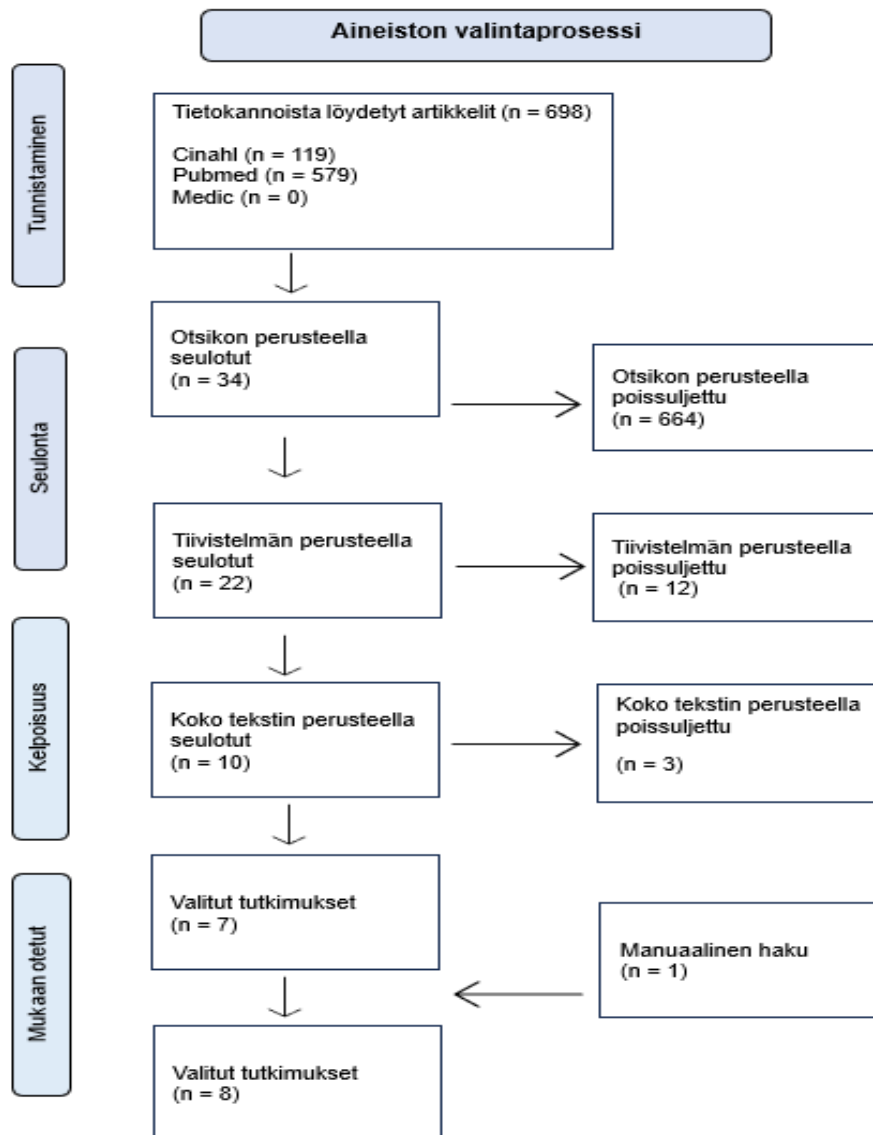 Aineiston valintaprosessi
Tunnistaminen
Tietokannoista löydetyt artikkelit (n = 698)
Cinahl (n = 119)
Pubmed (n = 579)
Medic (n = 0)
Seulonta
Otsikon perusteella
seulotut
(n = 34)
Otsikon perusteella
poissuljettu
(n = 664)
Tiivistelmän perusteella
seulotut
(n = 22)
Tiivistelmän perusteella
poissuljettu
(n = 12)
Kelpoisuus
Koko tekstin perusteella
seulotut
(n = 10)
Koko tekstin perusteella
poissuljettu
(n = 3)
Mukaan otetut
Valitut tutkimukset
(n = 7)
Manuaalinen haku
(n = 1)
Valitut tutkimukset
(n = 8)